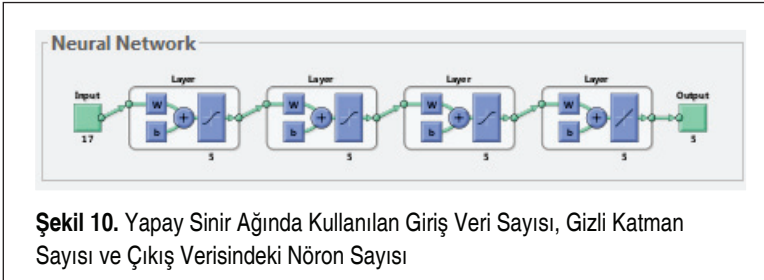 Neural Network
Layer Layer Layer Layer
Input Output
W W W W
b b b b
17 5 5 5 5 5
Şekil 10. Yapay Sinir Ağında Kullanılan Giriş Veri Sayısı, Gizli Katman
Sayısı ve Çıkış Verisindeki Nöron Sayısı